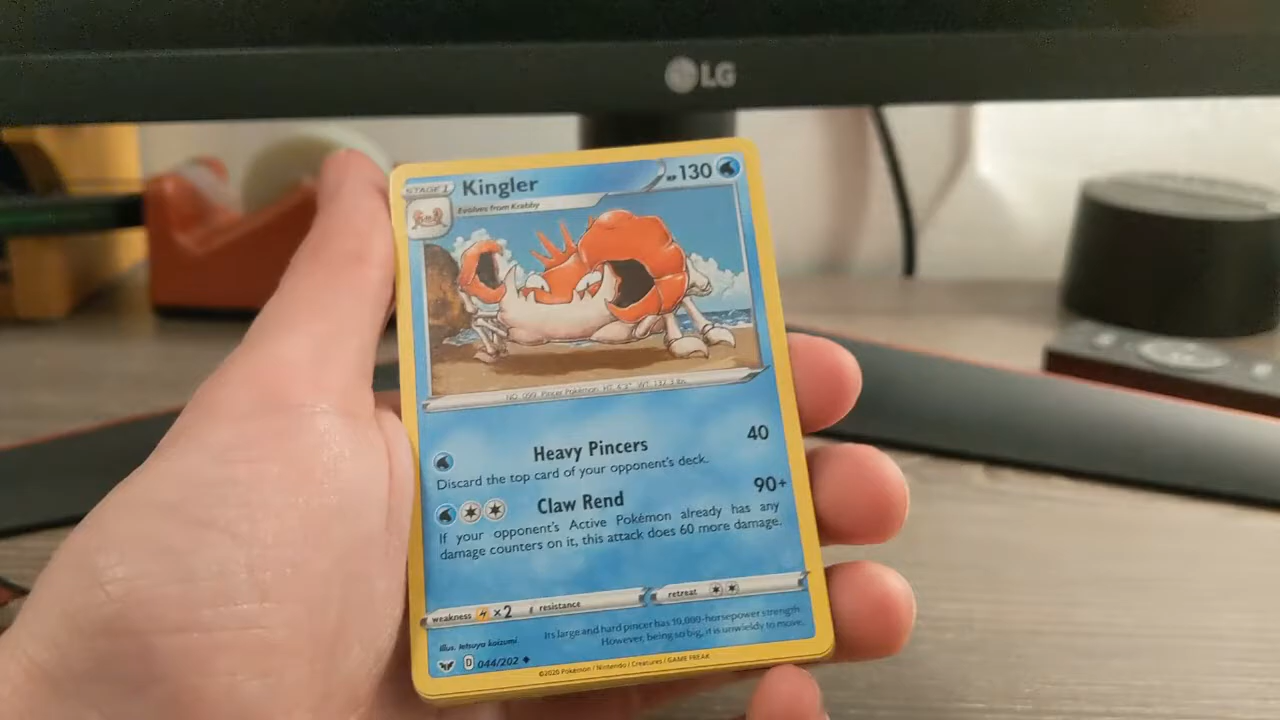 LG
STAGE 1 Kingler HP 130
Evolves from Krabby
NO. 099 Pincer Pokémon HT: 4'3" WT: 132.3 lbs.
Heavy Pincers 40
Discard the top card of your opponent's deck.
Claw Rend 90+
If your opponent's Active Pokémon already has any
damage counters on it, this attack does 60 more damage.
weakness ×2 resistance retreat
Illus. tetsuya koizumi
Its large and hard pincer has 10,000-horsepower strength.
However, being so big, it is unwieldy to move.
D 044/202
©2020 Pokémon / Nintendo / Creatures / GAME FREAK